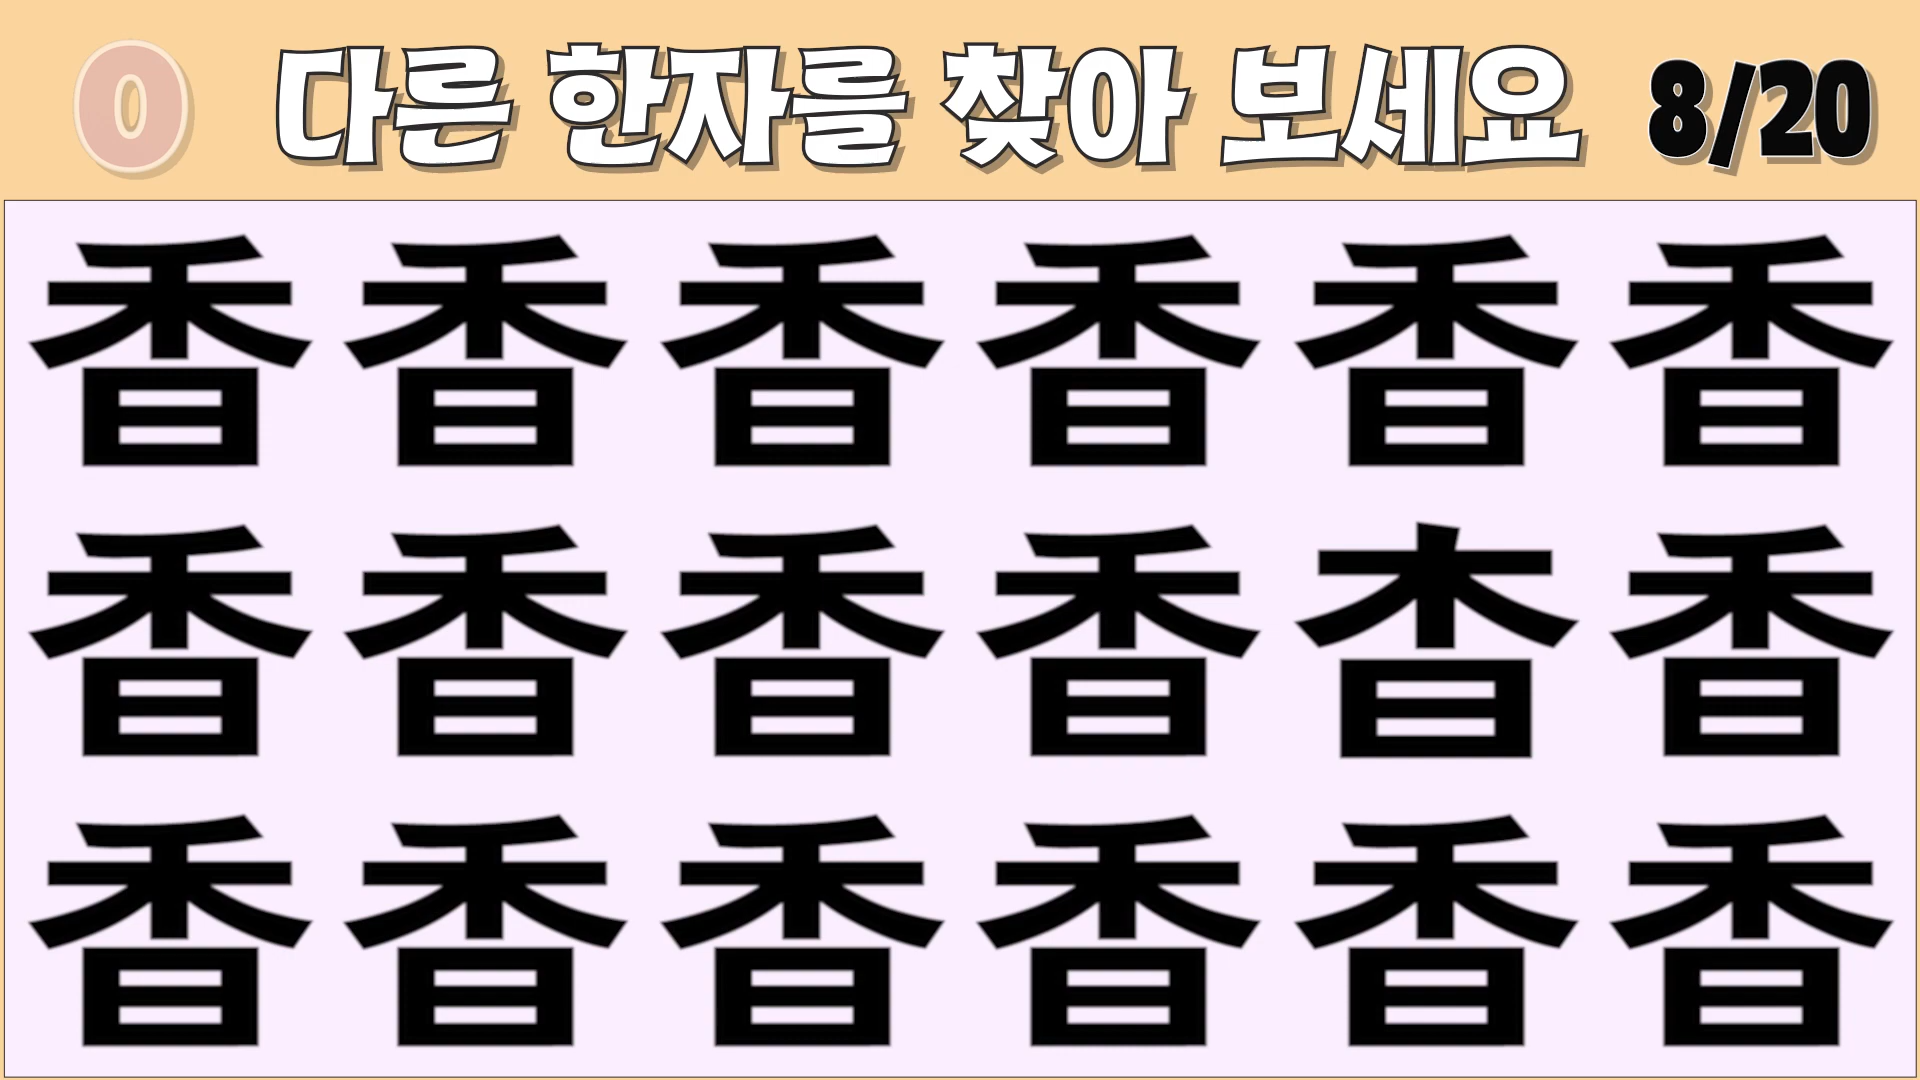 0 다른 한자를 찾아 보세요 8/20
香 香 香 香 香 香
香 香 香 香 杳 香
香 香 香 香 香 香